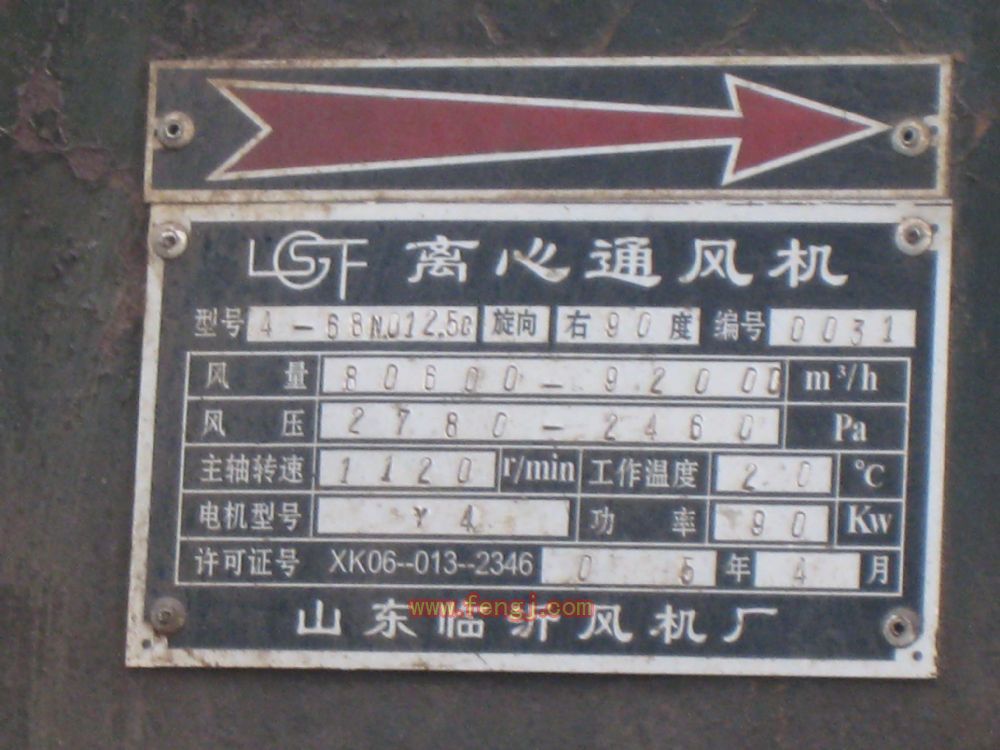 LSGF 离心通风机
型号 4-68No12.5C 旋向 右90度 编号 0031
风量 80600-92000 m³/h
风压 2780-2460 Pa
主轴转速 1120 r/min 工作温度 20 °C
电机型号 Y4 功率 90 Kw
许可证号 XK06--013--2346 05年4月
www.fengj.com
山东临沂风机厂